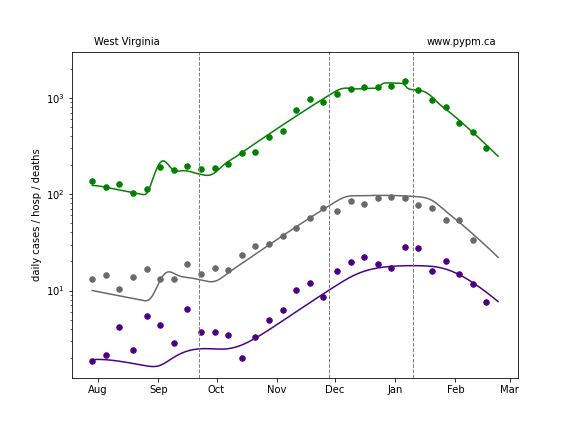 West Virginia
www.pypm.ca
daily cases / hosp / deaths
10³
10²
10¹
Aug Sep Oct Nov Dec Jan Feb Mar